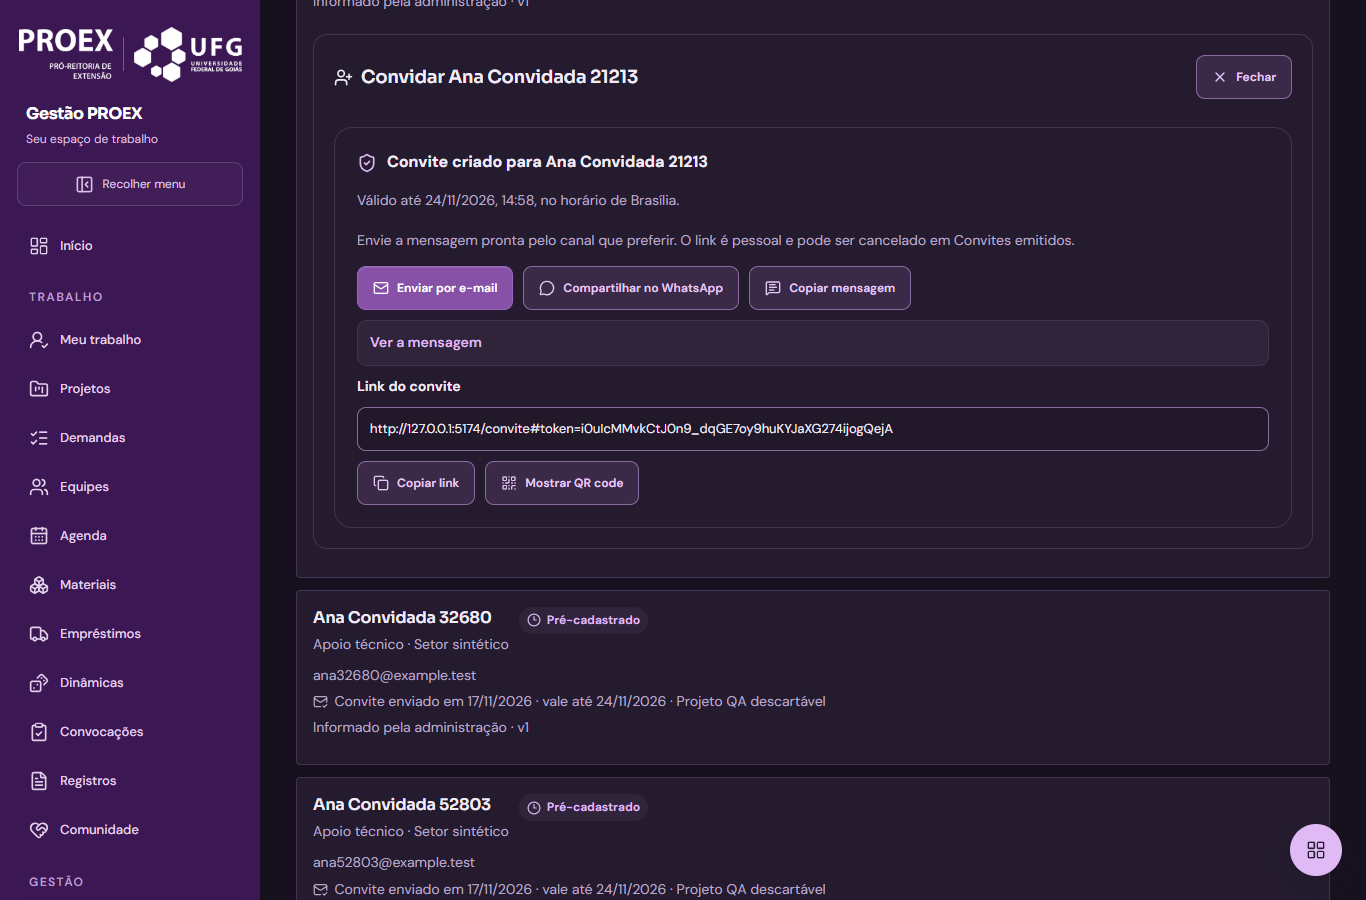 PROEX
PRÓ-REITORIA DE
EXTENSÃO
UFG
UNIVERSIDADE
FEDERAL DE GOIÁS
Gestão PROEX
Seu espaço de trabalho
Recolher menu
Início
TRABALHO
Meu trabalho
Projetos
Demandas
Equipes
Agenda
Materiais
Empréstimos
Dinâmicas
Convocações
Registros
Comunidade
GESTÃO
Informado pela administração · v1
Convidar Ana Convidada 21213
Fechar
Convite criado para Ana Convidada 21213
Válido até 24/11/2026, 14:58, no horário de Brasília.
Envie a mensagem pronta pelo canal que preferir. O link é pessoal e pode ser cancelado em Convites emitidos.
Enviar por e-mail
Compartilhar no WhatsApp
Copiar mensagem
Ver a mensagem
Link do convite
http://127.0.0.1:5174/convite#token=i0ulcMMvkCtJ0n9_dqGE7oy9huKYJaXG274ijogQejA
Copiar link
Mostrar QR code
Ana Convidada 32680
Pré-cadastrado
Apoio técnico · Setor sintético
ana32680@example.test
Convite enviado em 17/11/2026 · vale até 24/11/2026 · Projeto QA descartável
Informado pela administração · v1
Ana Convidada 52803
Pré-cadastrado
Apoio técnico · Setor sintético
ana52803@example.test
Convite enviado em 17/11/2026 · vale até 24/11/2026 · Projeto QA descartável